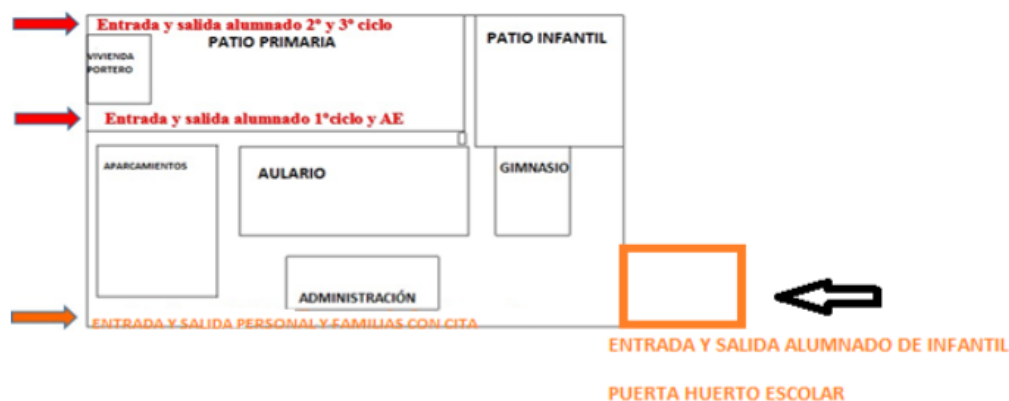 Entrada y salida alumnado 2º y 3º ciclo
PATIO PRIMARIA
PATIO INFANTIL
VIVIENDA
PORTERO
Entrada y salida alumnado 1ºciclo y AE
APARCAMIENTOS
AULARIO
GIMNASIO
ADMINISTRACIÓN
ENTRADA Y SALIDA PERSONAL Y FAMILIAS CON CITA
ENTRADA Y SALIDA ALUMNADO DE INFANTIL
PUERTA HUERTO ESCOLAR